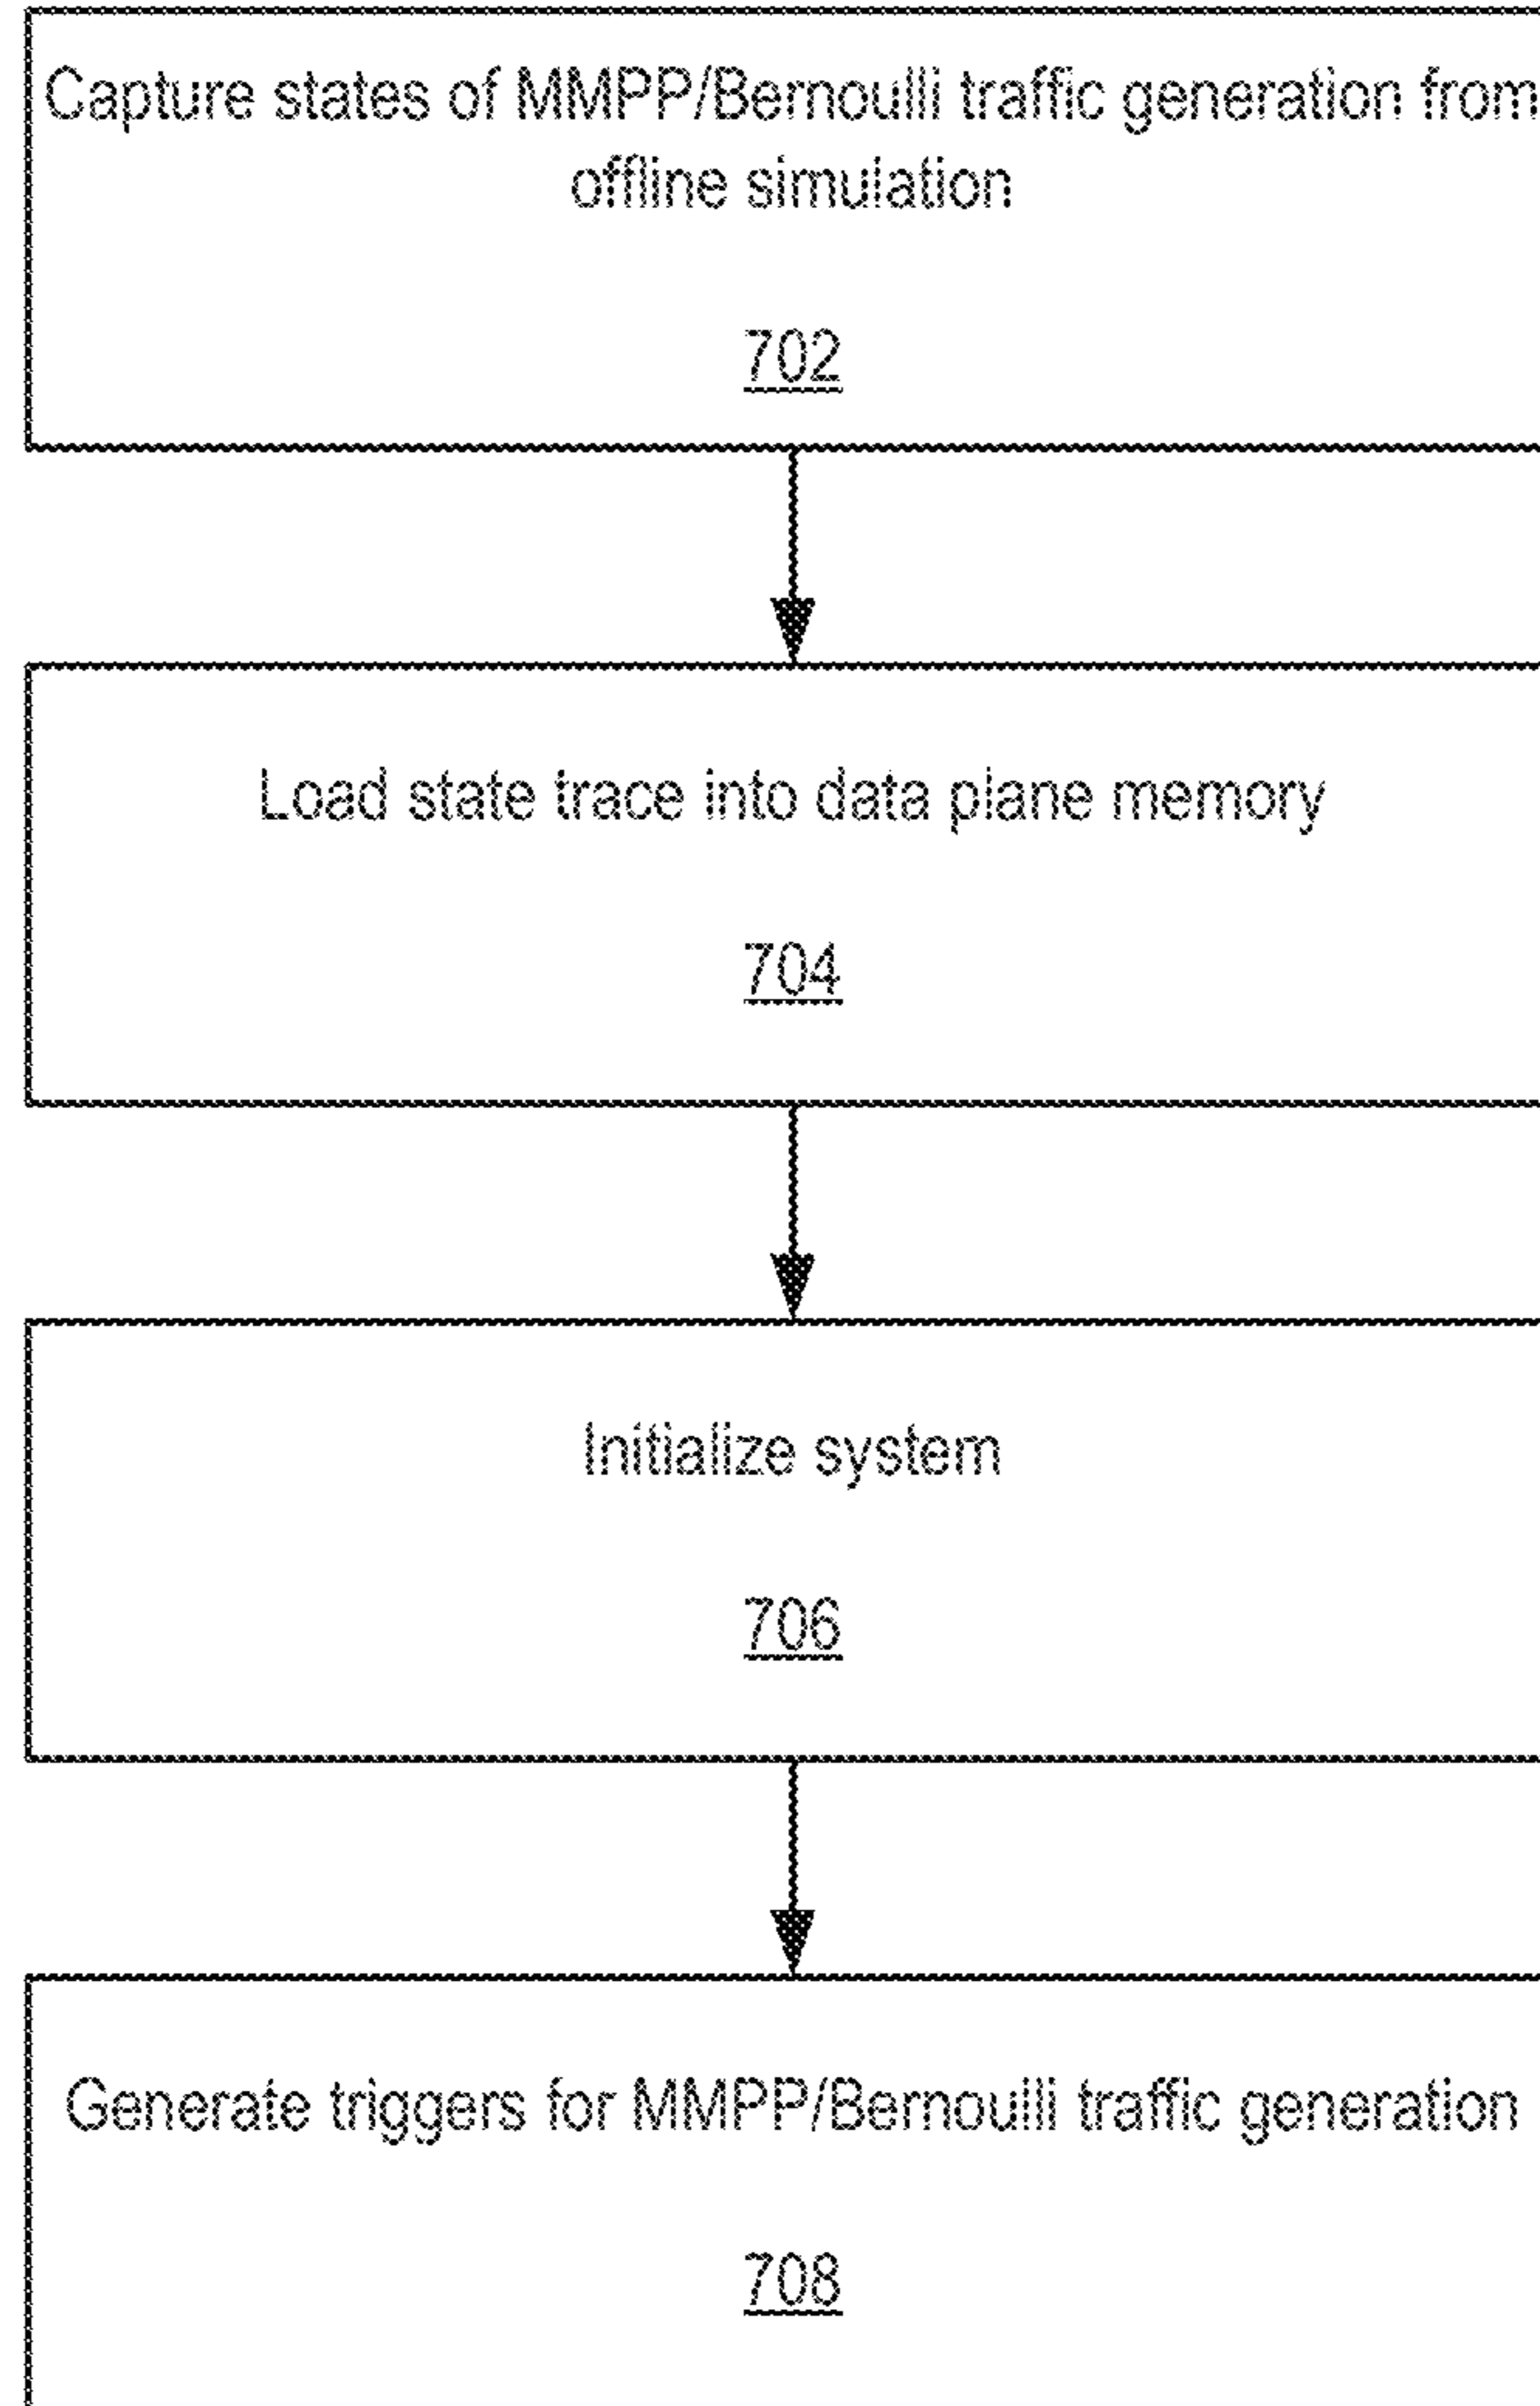 Capture states of MMPP/Bernoulli traffic generation from
offline simulation
702
Load state trace into data plane memory
704
Initialize system
706
Generate triggers for MMPP/Bernoulli traffic generation
708